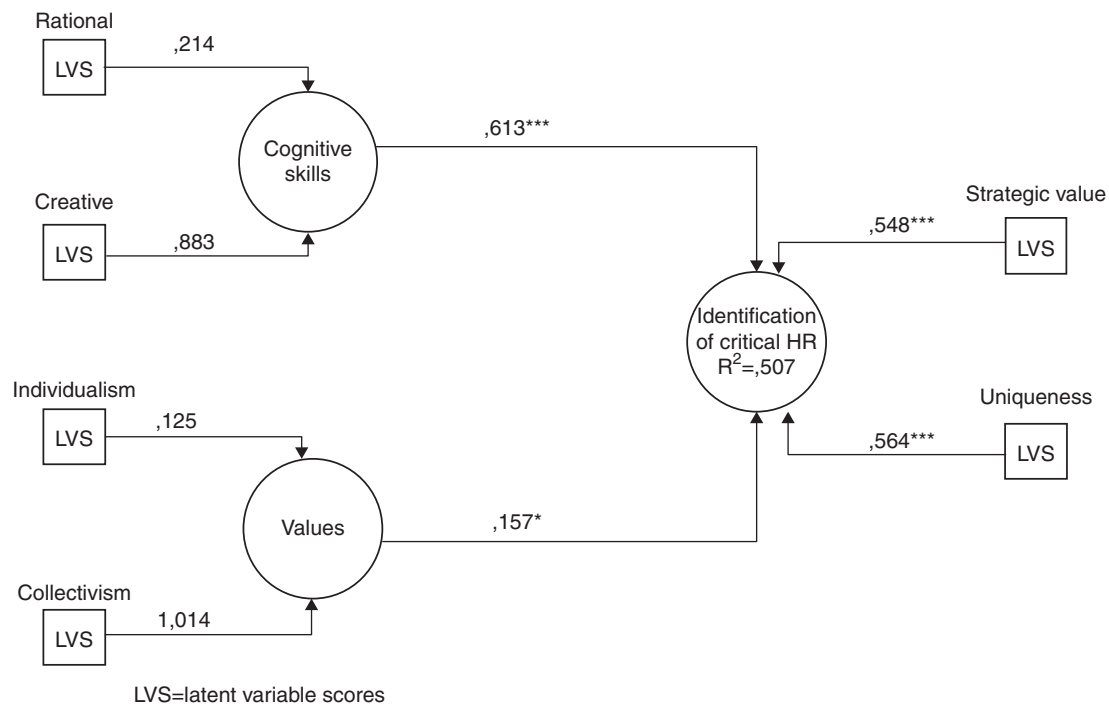 Rational
LVS
,214
Cognitive
skills
,613***
Creative
LVS
,883
Strategic value
LVS
,548***
Identification
of critical HR
R²=,507
Uniqueness
LVS
,564***
Individualism
LVS
,125
Values
,157*
Collectivism
LVS
1,014
LVS=latent variable scores